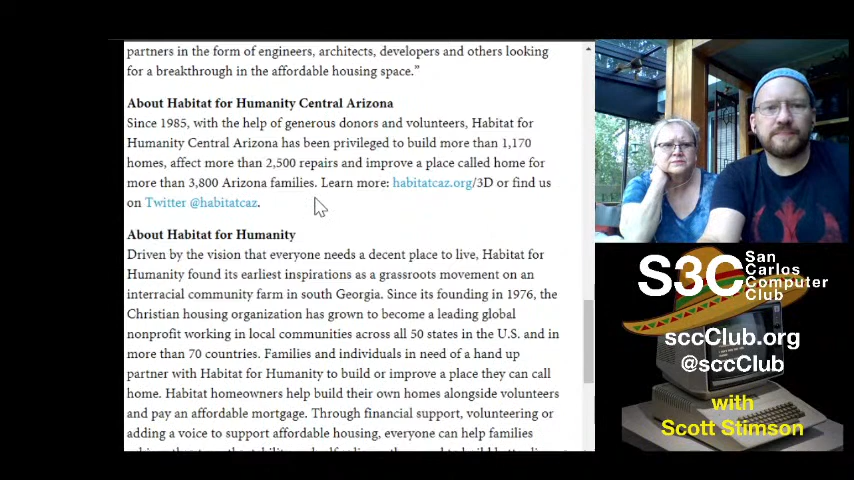 partners in the form of engineers, architects, developers and others looking
for a breakthrough in the affordable housing space.”
About Habitat for Humanity Central Arizona
Since 1985, with the help of generous donors and volunteers, Habitat for
Humanity Central Arizona has been privileged to build more than 1,170
homes, affect more than 2,500 repairs and improve a place called home for
more than 3,800 Arizona families. Learn more: habitatcaz.org/3D or find us
on Twitter @habitatcaz.
About Habitat for Humanity
Driven by the vision that everyone needs a decent place to live, Habitat for
Humanity found its earliest inspirations as a grassroots movement on an
interracial community farm in south Georgia. Since its founding in 1976, the
Christian housing organization has grown to become a leading global
nonprofit working in local communities across all 50 states in the U.S. and in
more than 70 countries. Families and individuals in need of a hand up
partner with Habitat for Humanity to build or improve a place they can call
home. Habitat homeowners help build their own homes alongside volunteers
and pay an affordable mortgage. Through financial support, volunteering or
adding a voice to support affordable housing, everyone can help families
S3C
San
Carlos
Computer
Club
sccClub.org
@sccClub
with
Scott Stimson